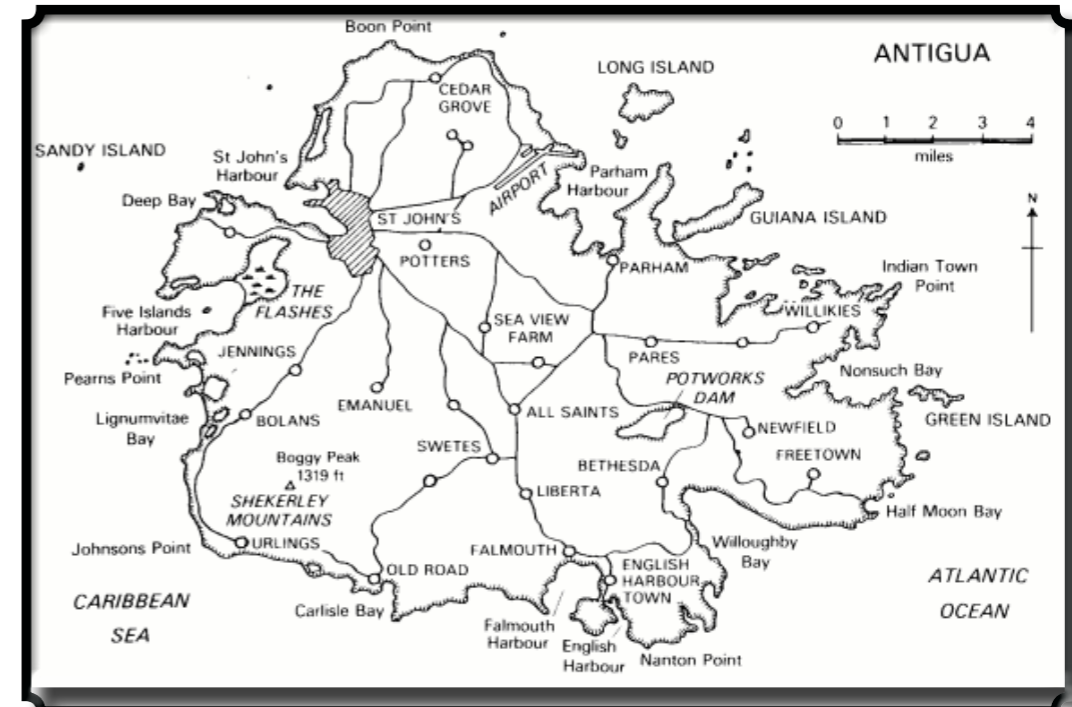 Boon Point
ANTIGUA
LONG ISLAND
CEDAR
GROVE
0 1 2 3 4
miles
SANDY ISLAND
St John's
Harbour
Parham
Harbour
AIRPORT
Deep Bay
N
ST JOHN'S
GUIANA ISLAND
POTTERS
PARHAM
Indian Town
Point
THE
FLASHES
Five Islands
Harbour
WILLIKIES
SEA VIEW
FARM
JENNINGS
PARES
Pearns Point
POTWORKS
DAM
Nonsuch Bay
EMANUEL
ALL SAINTS
GREEN ISLAND
Lignumvitae
Bay
BOLANS
NEWFIELD
SWETES
FREETOWN
Boggy Peak
1319 ft
BETHESDA
LIBERTA
SHEKERLEY
MOUNTAINS
Half Moon Bay
Johnsons Point
URLINGS
FALMOUTH
Willoughby
Bay
OLD ROAD
ENGLISH
HARBOUR
TOWN
ATLANTIC
OCEAN
CARIBBEAN
SEA
Carlisle Bay
Falmouth
Harbour
English
Harbour
Nanton Point